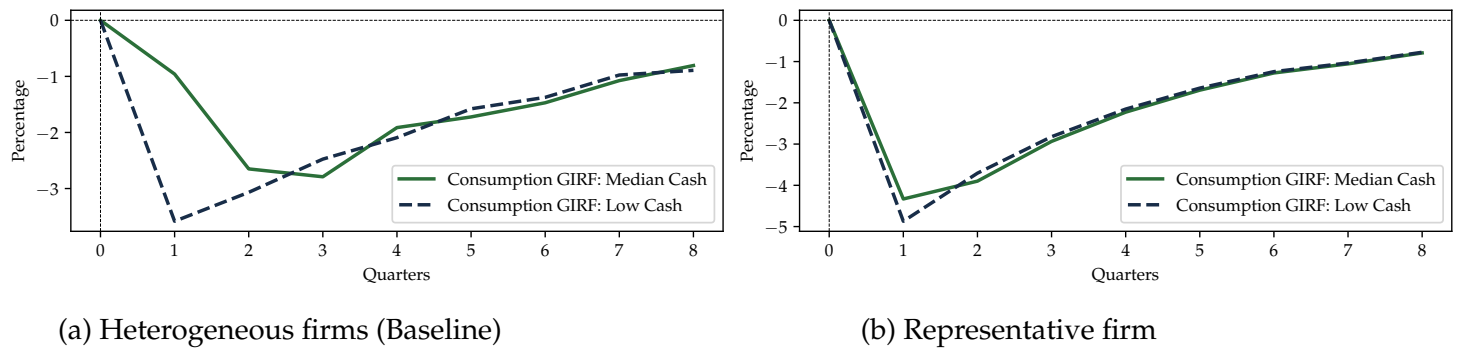 0
−1
−2
−3
Percentage
Consumption GIRF: Median Cash
Consumption GIRF: Low Cash
0 1 2 3 4 5 6 7 8
Quarters
(a) Heterogeneous firms (Baseline)
0
−1
−2
−3
−4
−5
Percentage
Consumption GIRF: Median Cash
Consumption GIRF: Low Cash
0 1 2 3 4 5 6 7 8
Quarters
(b) Representative firm